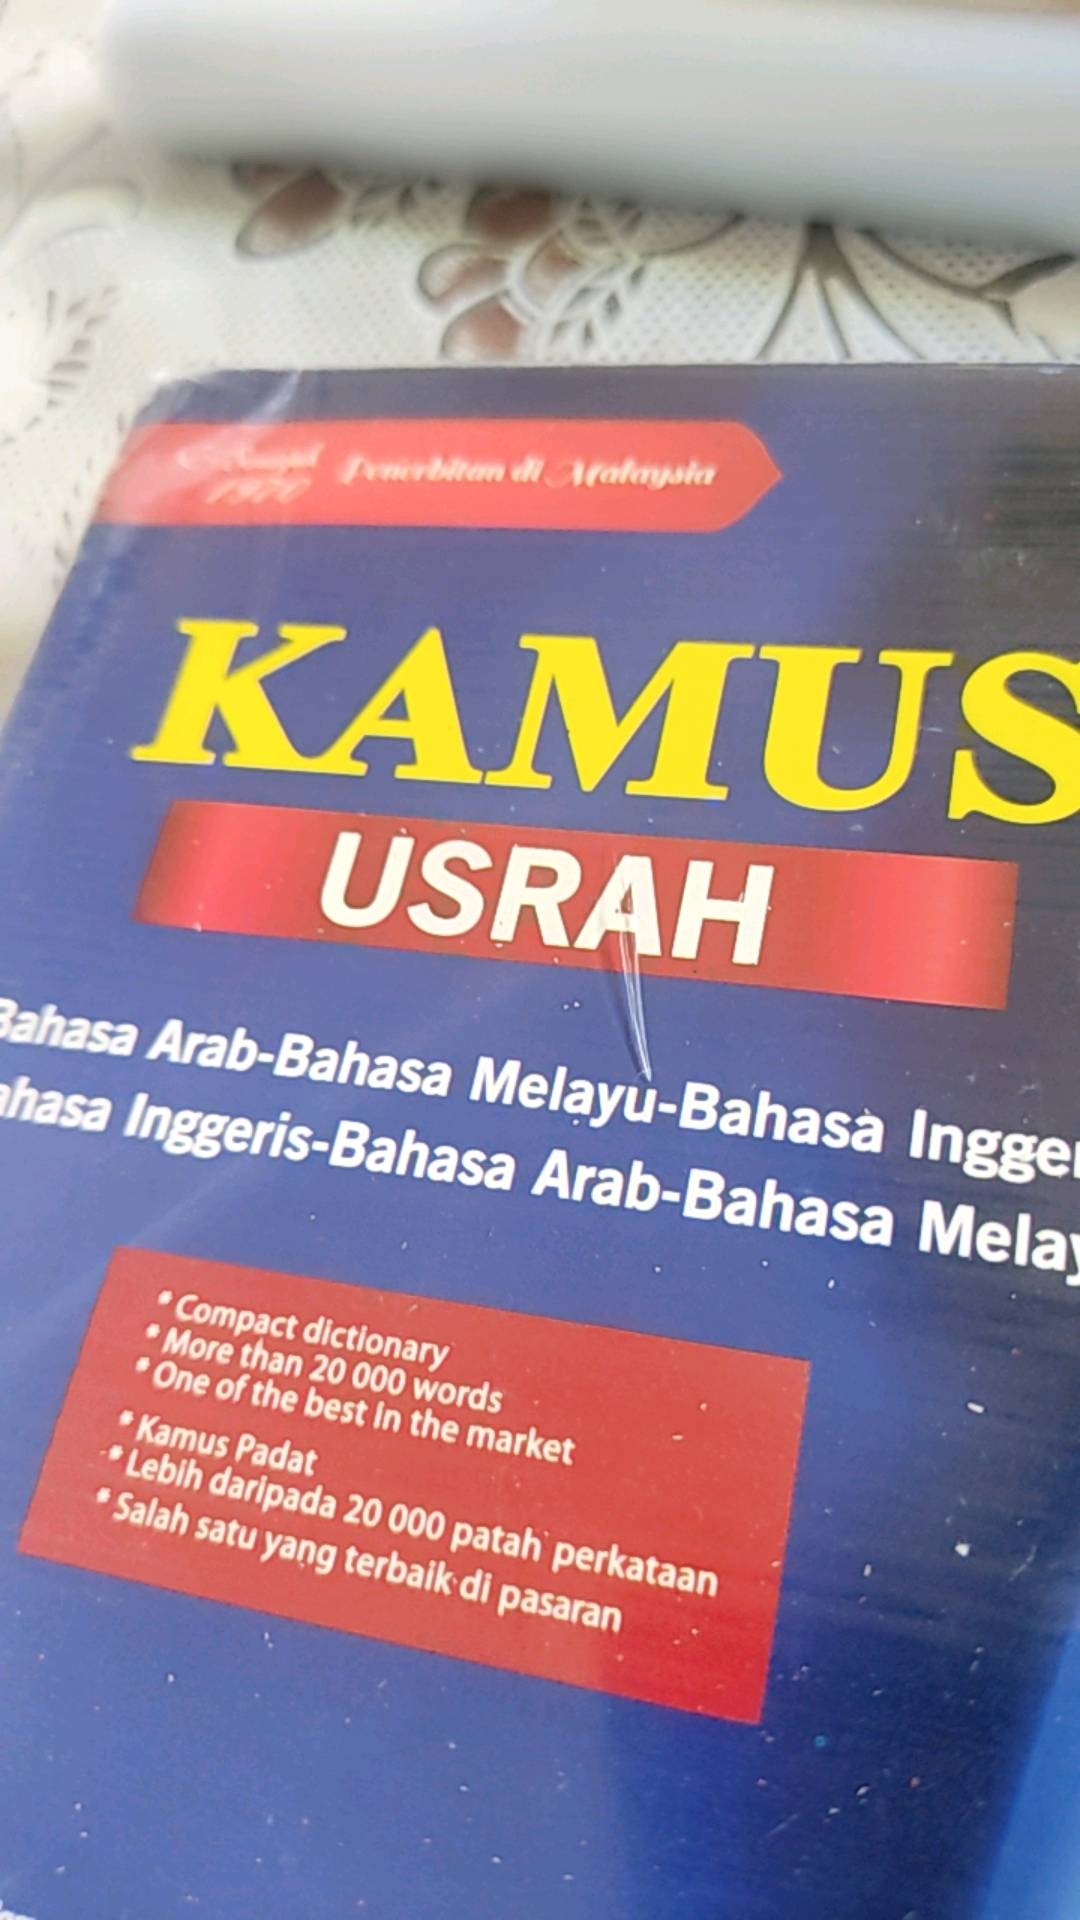 Sejak Penerbitan di Malaysia
1970
KAMUS
USRAH
Bahasa Arab-Bahasa Melayu-Bahasa Ingger
ahasa Inggeris-Bahasa Arab-Bahasa Melay
* Compact dictionary
* More than 20 000 words
* One of the best in the market
* Kamus Padat
* Lebih daripada 20 000 patah perkataan
* Salah satu yang terbaik di pasaran